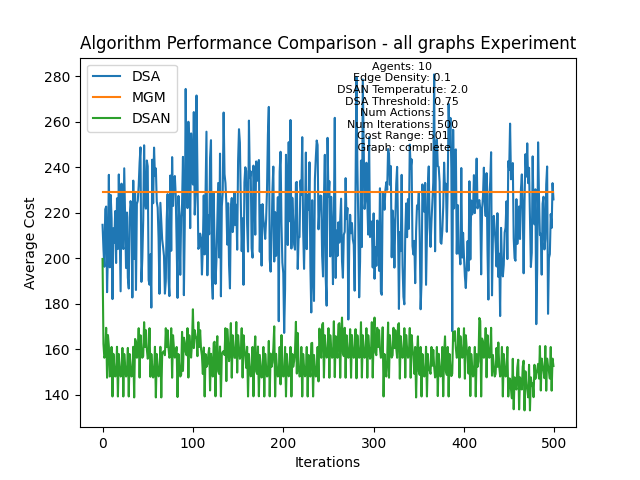 Algorithm Performance Comparison - all graphs Experiment
DSA
MGM
DSAN
Agents: 10
Edge Density: 0.1
DSAN Temperature: 2.0
DSA Threshold: 0.75
Num Actions: 5
Num Iterations: 500
Cost Range: 501
Graph: complete
Average Cost
280
260
240
220
200
180
160
140
0
100
200
300
400
500
Iterations